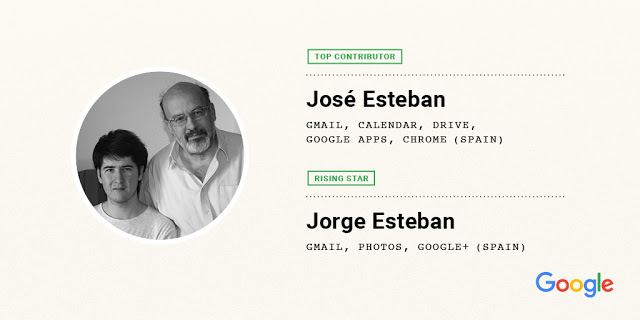 TOP CONTRIBUTOR
José Esteban
GMAIL, CALENDAR, DRIVE,
GOOGLE APPS, CHROME (SPAIN)
RISING STAR
Jorge Esteban
GMAIL, PHOTOS, GOOGLE+ (SPAIN)
Google